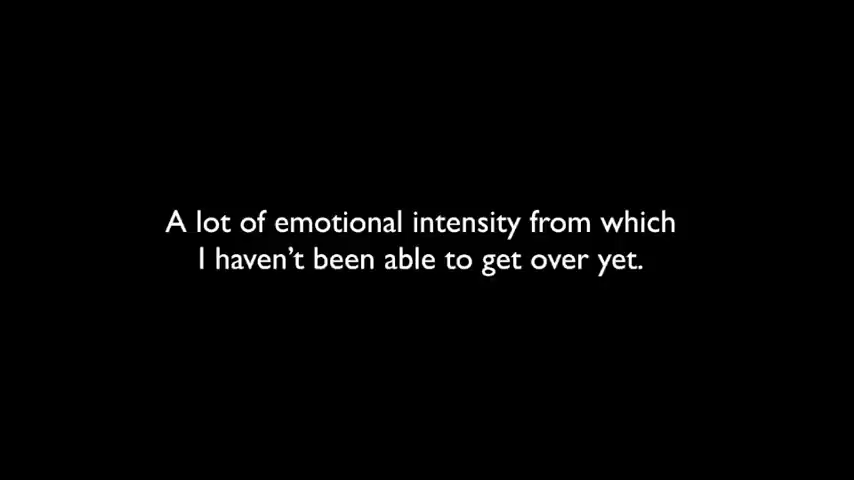 A lot of emotional intensity from which
I haven’t been able to get over yet.